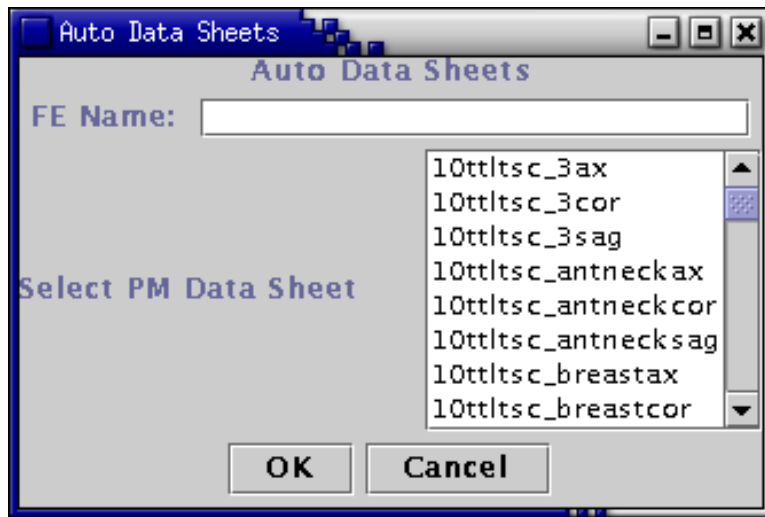 Auto Data Sheets
Auto Data Sheets
FE Name:
10ttltsc_3ax
10ttltsc_3cor
10ttltsc_3sag
10ttltsc_antneckax
Select PM Data Sheet
10ttltsc_antneckcor
10ttltsc_antnecksag
10ttltsc_breastax
10ttltsc_breastcor
OK Cancel